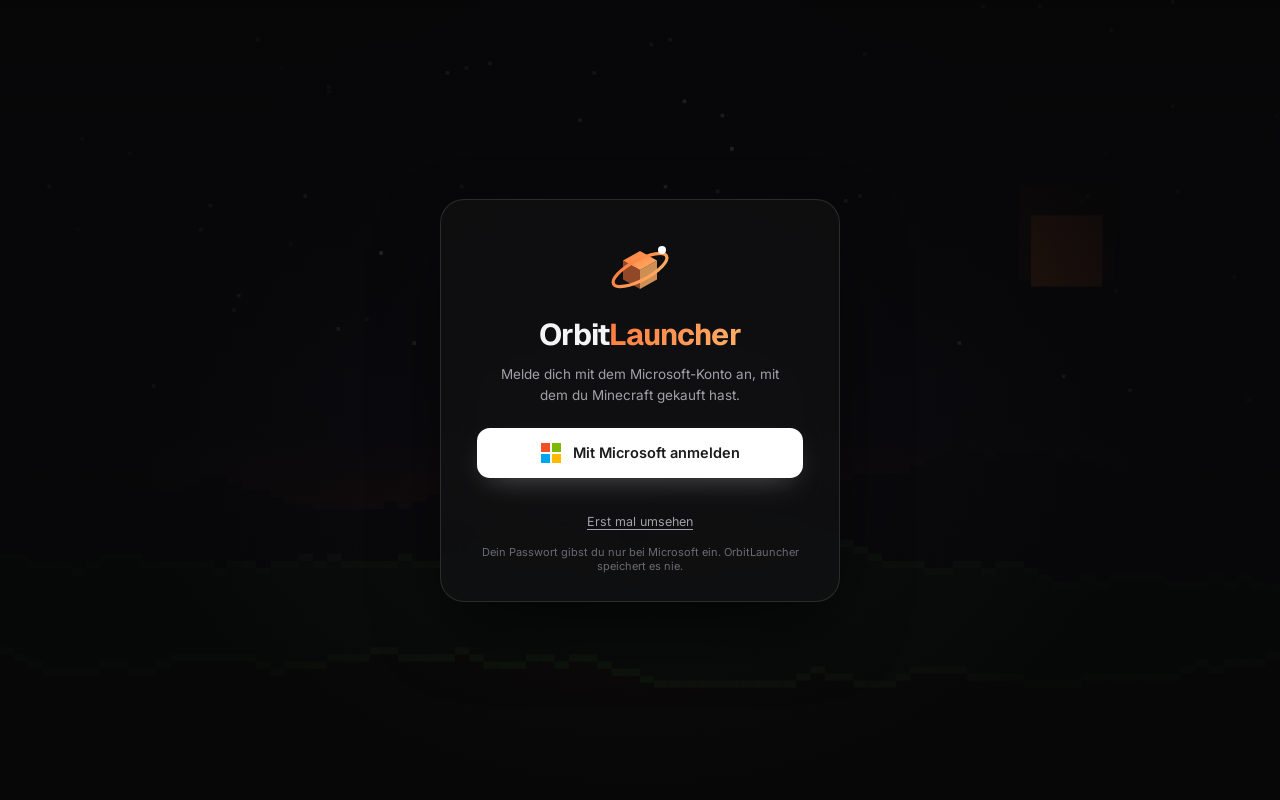 OrbitLauncher
Melde dich mit dem Microsoft-Konto an, mit
dem du Minecraft gekauft hast.
Mit Microsoft anmelden
Erst mal umsehen
Dein Passwort gibst du nur bei Microsoft ein. OrbitLauncher
speichert es nie.